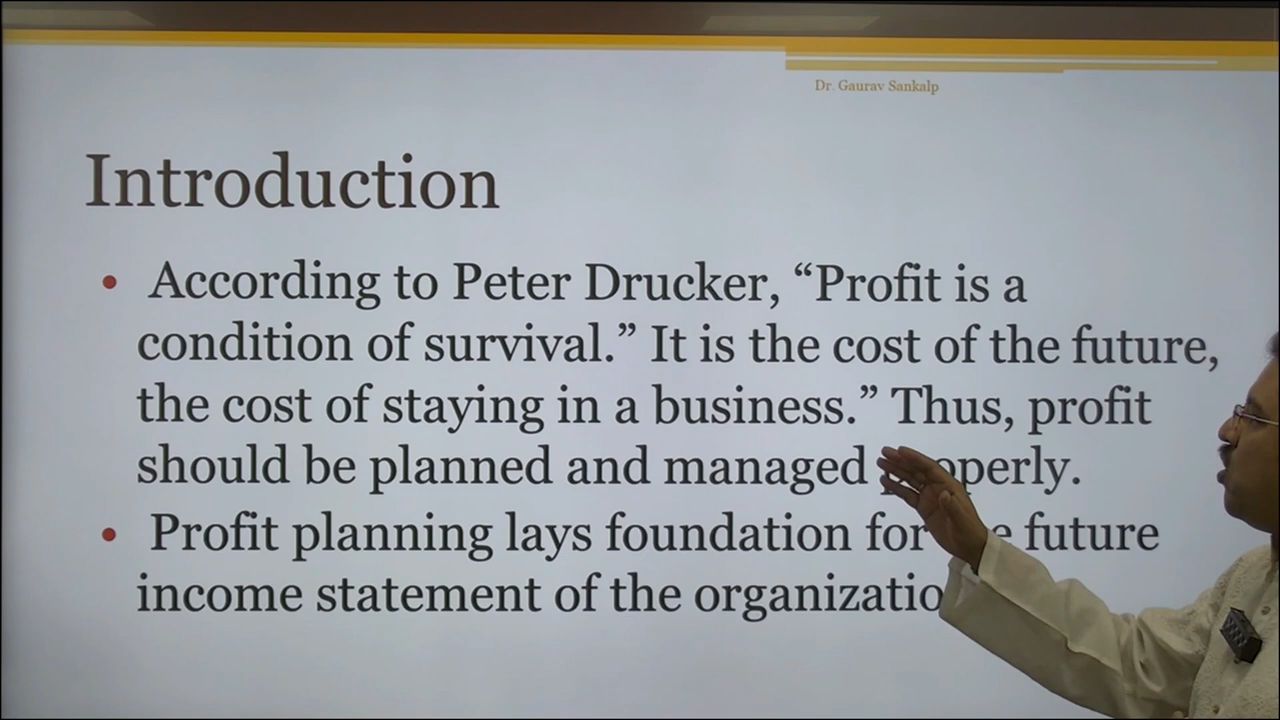 Dr. Gaurav Sankalp
Introduction
• According to Peter Drucker, “Profit is a
condition of survival.” It is the cost of the future,
the cost of staying in a business.” Thus, profit
should be planned and managed properly.
• Profit planning lays foundation for future
income statement of the